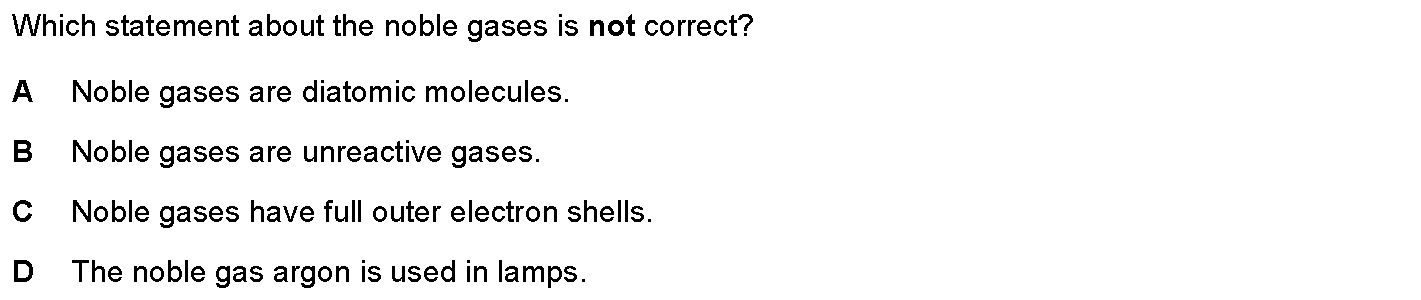 Which statement about the noble gases is not correct?
A Noble gases are diatomic molecules.
B Noble gases are unreactive gases.
C Noble gases have full outer electron shells.
D The noble gas argon is used in lamps.